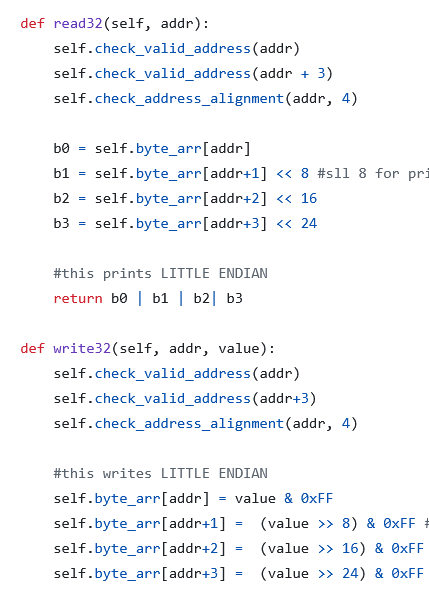 def read32(self, addr):
    self.check_valid_address(addr)
    self.check_valid_address(addr + 3)
    self.check_address_alignment(addr, 4)
    b0 = self.byte_arr[addr]
    b1 = self.byte_arr[addr+1] << 8 #sll 8 for pri
    b2 = self.byte_arr[addr+2] << 16
    b3 = self.byte_arr[addr+3] << 24
    #this prints LITTLE ENDIAN
    return b0 | b1 | b2| b3
def write32(self, addr, value):
    self.check_valid_address(addr)
    self.check_valid_address(addr+3)
    self.check_address_alignment(addr, 4)
    #this writes LITTLE ENDIAN
    self.byte_arr[addr] = value & 0xFF
    self.byte_arr[addr+1] =  (value >> 8) & 0xFF #
    self.byte_arr[addr+2] =  (value >> 16) & 0xFF
    self.byte_arr[addr+3] =  (value >> 24) & 0xFF